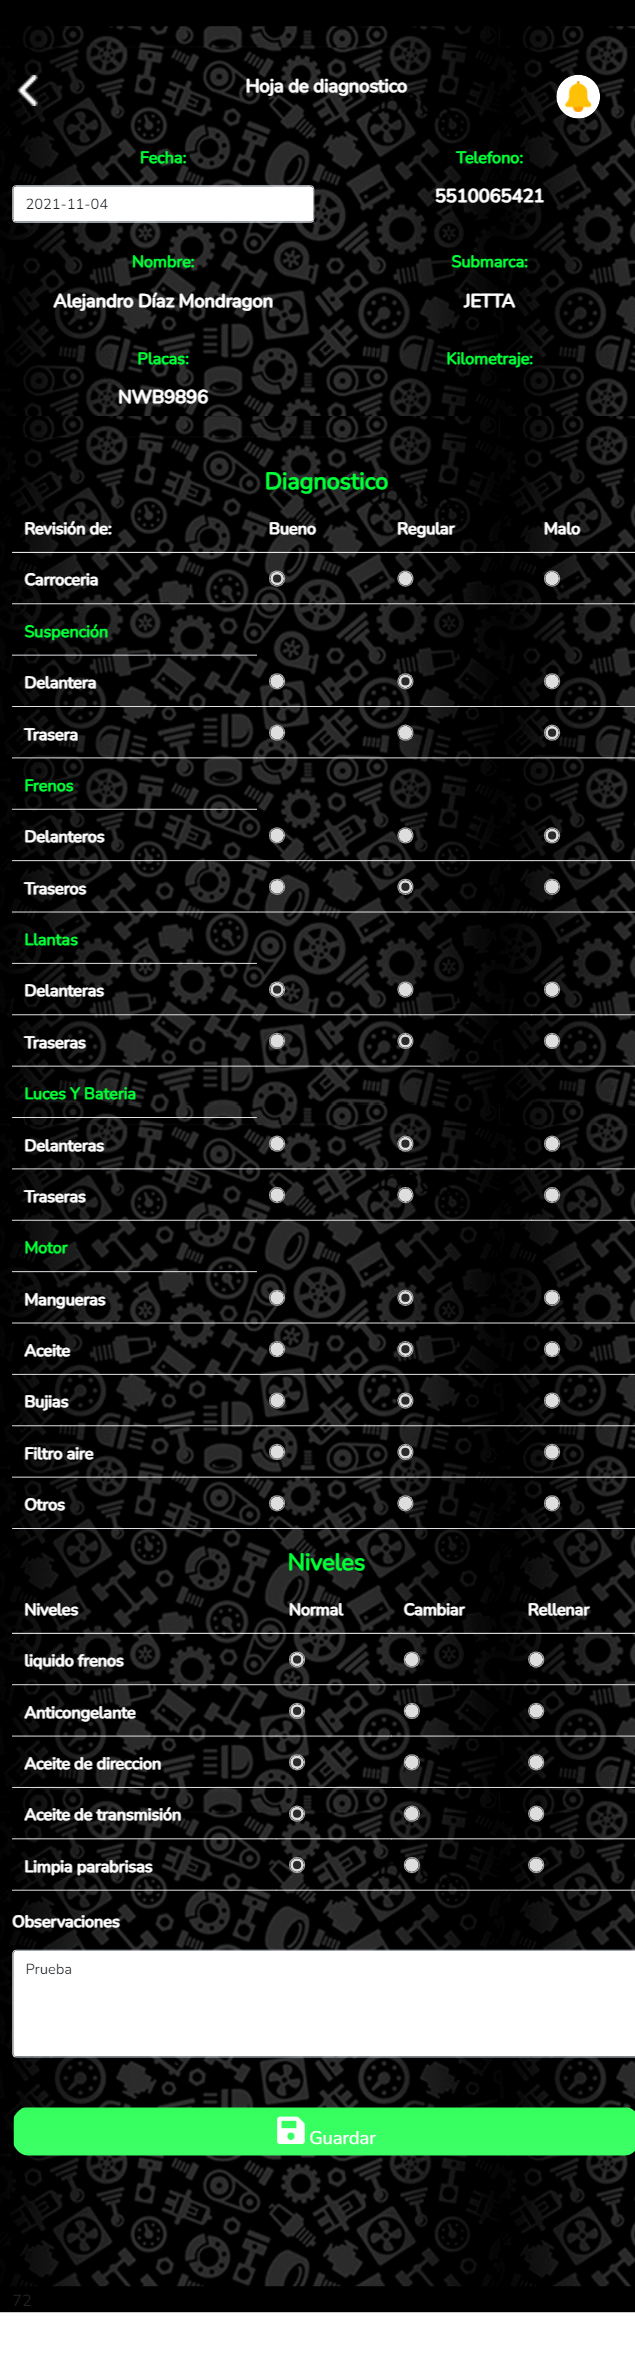 Hoja de diagnostico
Fecha:
Telefono:
2021-11-04
5510065421
Nombre:
Submarca:
Alejandro Díaz Mondragon
JETTA
Placas:
Kilometraje:
NWB9896
Diagnostico
Revisión de: Bueno Regular Malo
Carroceria
Suspención
Delantera
Trasera
Frenos
Delanteros
Traseros
Llantas
Delanteras
Traseras
Luces Y Bateria
Delanteras
Traseras
Motor
Mangueras
Aceite
Bujias
Filtro aire
Otros
Niveles
Niveles Normal Cambiar Rellenar
liquido frenos
Anticongelante
Aceite de direccion
Aceite de transmisión
Limpia parabrisas
Observaciones
Prueba
Guardar
72